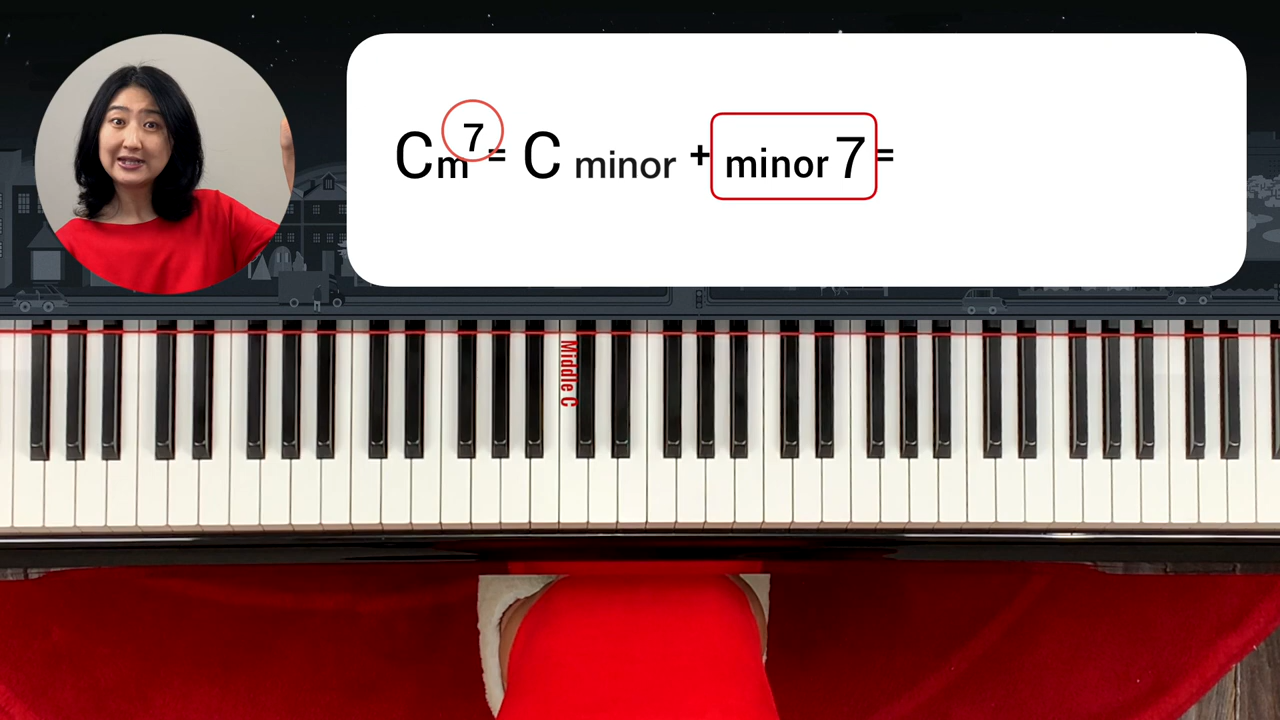 Cm7 = C minor + minor 7 =
Middle C